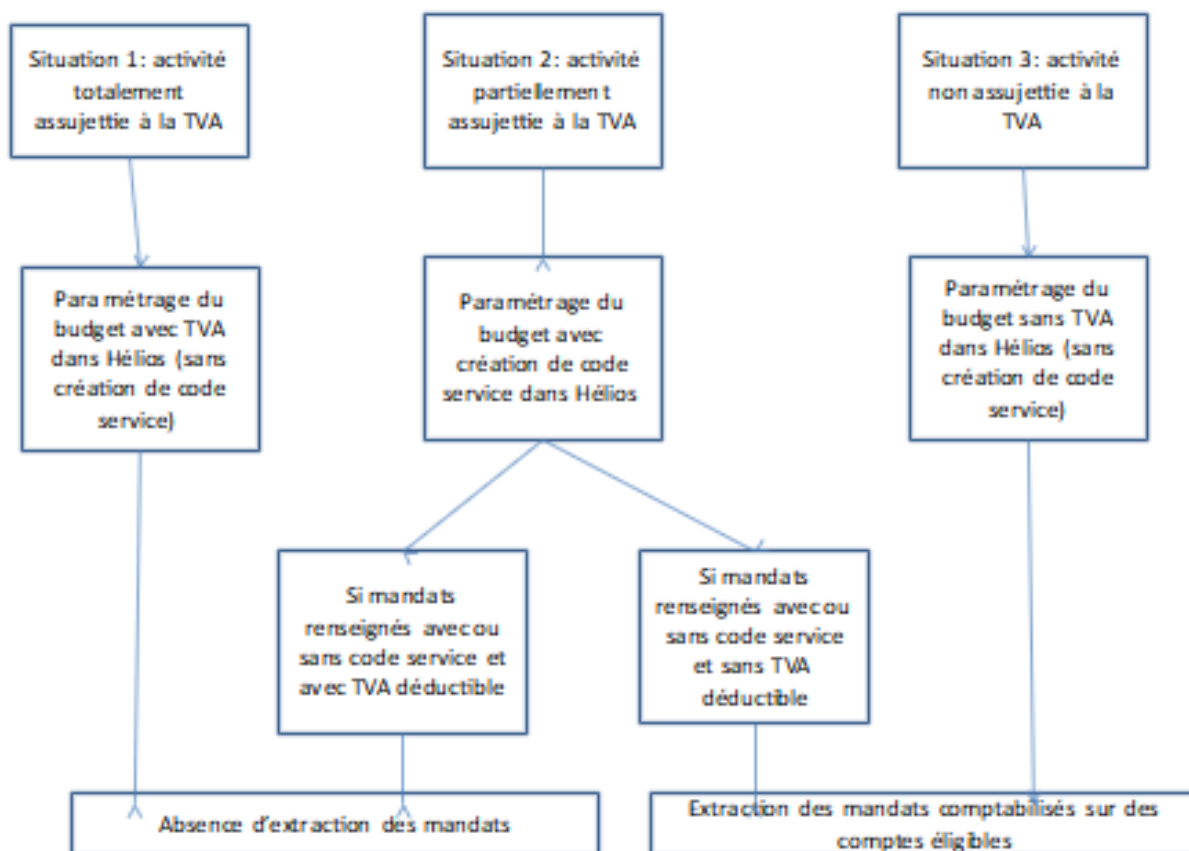 Situation 1: activité
totalement
assujettie à la TVA
Situation 2: activité
partiellement
assujettie à la TVA
Situation 3: activité
non assujettie à la
TVA
Paramétrage du
budget avec TVA
dans Hélios (sans
création de code
service)
Paramétrage du
budget avec
création de code
service dans Hélios
Paramétrage du
budget sans TVA
dans Hélios (sans
création de code
service)
Si mandats
renseignés avec ou
sans code service et
avec TVA déductible
Si mandats
renseignés avec ou
sans code service
et sans TVA
déductible
Absence d'extraction des mandats
Extraction des mandats comptabilisés sur des
comptes éligibles